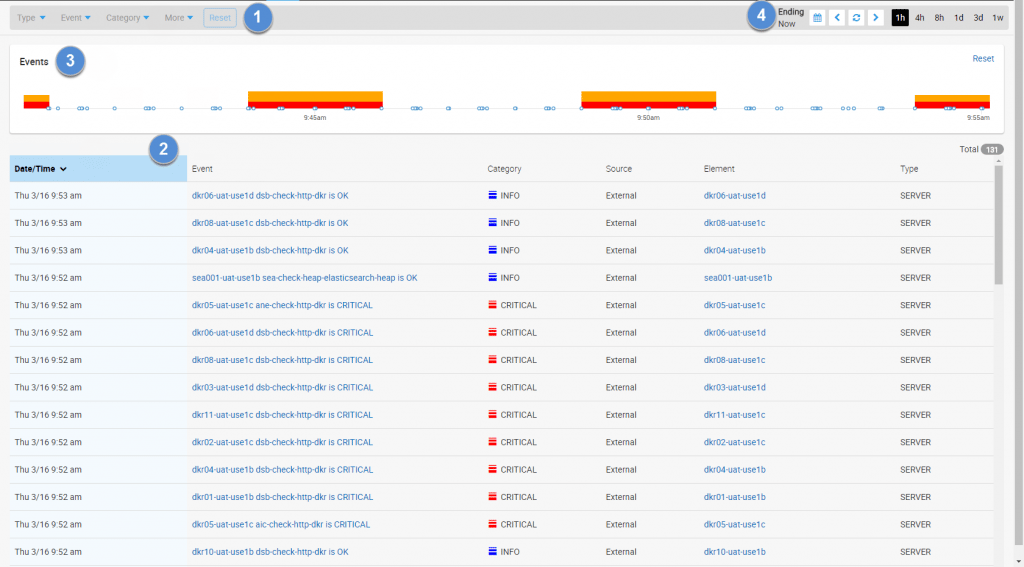 Type Event Category More Reset 1 4 Ending Now 1h 4h 8h 1d 3d 1w
Events 3 Reset
9:45am 9:50am 9:55am
2 Total 131
Date/Time Event Category Source Element Type
Thu 3/16 9:53 am dkr06-uat-use1d dsb-check-http-dkr is OK INFO External dkr06-uat-use1d SERVER
Thu 3/16 9:53 am dkr08-uat-use1c dsb-check-http-dkr is OK INFO External dkr08-uat-use1c SERVER
Thu 3/16 9:53 am dkr04-uat-use1b dsb-check-http-dkr is OK INFO External dkr04-uat-use1b SERVER
Thu 3/16 9:52 am sea001-uat-use1b sea-check-heap-elasticsearch-heap is OK INFO External sea001-uat-use1b SERVER
Thu 3/16 9:52 am dkr05-uat-use1c ane-check-http-dkr is CRITICAL CRITICAL External dkr05-uat-use1c SERVER
Thu 3/16 9:52 am dkr06-uat-use1d dsb-check-http-dkr is CRITICAL CRITICAL External dkr06-uat-use1d SERVER
Thu 3/16 9:52 am dkr08-uat-use1c dsb-check-http-dkr is CRITICAL CRITICAL External dkr08-uat-use1c SERVER
Thu 3/16 9:52 am dkr03-uat-use1d dsb-check-http-dkr is CRITICAL CRITICAL External dkr03-uat-use1d SERVER
Thu 3/16 9:52 am dkr11-uat-use1c dsb-check-http-dkr is CRITICAL CRITICAL External dkr11-uat-use1c SERVER
Thu 3/16 9:52 am dkr02-uat-use1c dsb-check-http-dkr is CRITICAL CRITICAL External dkr02-uat-use1c SERVER
Thu 3/16 9:52 am dkr04-uat-use1b dsb-check-http-dkr is CRITICAL CRITICAL External dkr04-uat-use1b SERVER
Thu 3/16 9:52 am dkr01-uat-use1b dsb-check-http-dkr is CRITICAL CRITICAL External dkr01-uat-use1b SERVER
Thu 3/16 9:52 am dkr05-uat-use1c aic-check-http-dkr is CRITICAL CRITICAL External dkr05-uat-use1c SERVER
Thu 3/16 9:52 am dkr10-uat-use1b dsb-check-http-dkr is OK INFO External dkr10-uat-use1b SERVER